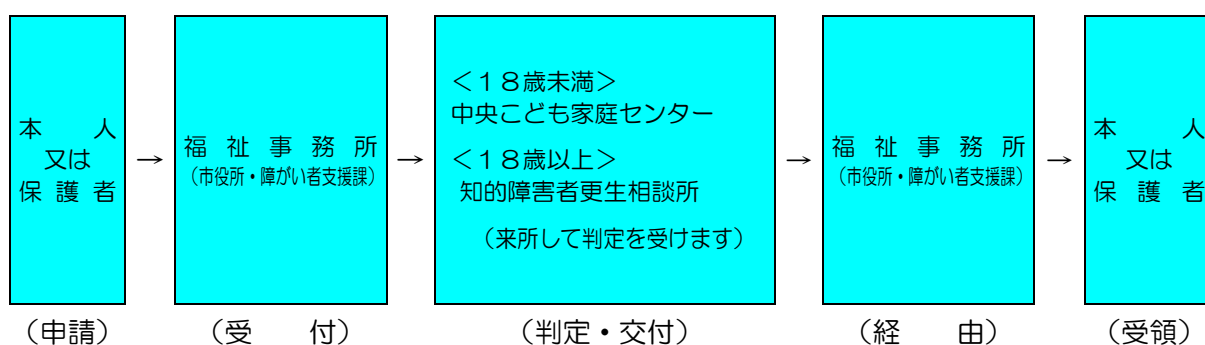 本　　人
又は
保 護 者
→
福 祉 事 務 所
（市役所・障がい者支援課）
→
＜１８歳未満＞
中央こども家庭センター
＜１８歳以上＞
知的障害者更生相談所
（来所して判定を受けます）
→
福 祉 事 務 所
（市役所・障がい者支援課）
→
本　　人
又は
保　護　者
（申請）
（受　　付）
（判定・交付）
（経　　由）
（受領）